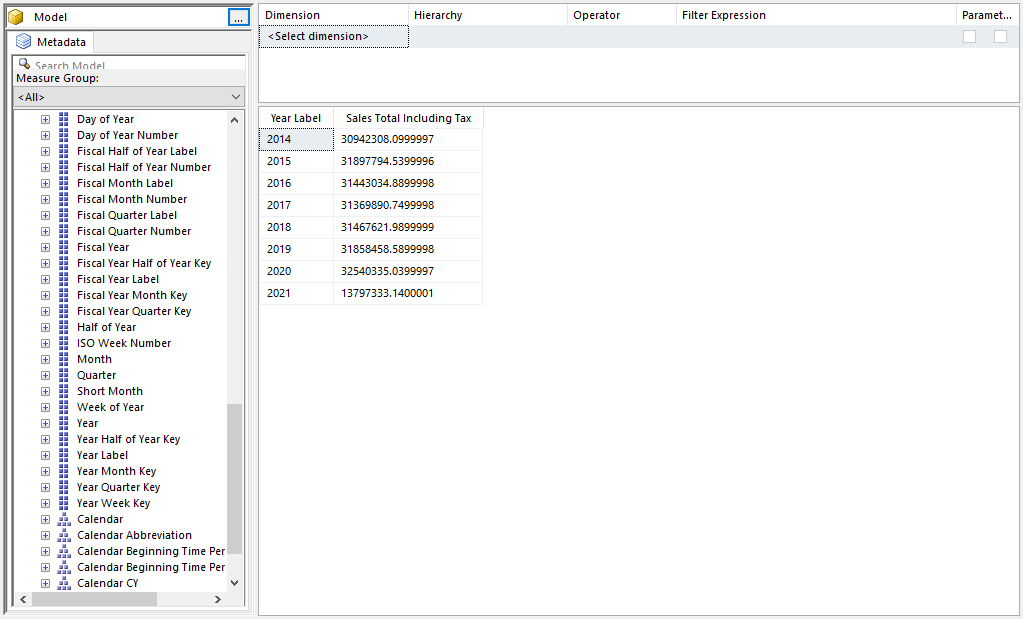 Model
...
Metadata
Search Model
Measure Group:
<All>
Day of Year
Day of Year Number
Fiscal Half of Year Label
Fiscal Half of Year Number
Fiscal Month Label
Fiscal Month Number
Fiscal Quarter Label
Fiscal Quarter Number
Fiscal Year
Fiscal Year Half of Year Key
Fiscal Year Label
Fiscal Year Month Key
Fiscal Year Quarter Key
Half of Year
ISO Week Number
Month
Quarter
Short Month
Week of Year
Year
Year Half of Year Key
Year Label
Year Month Key
Year Quarter Key
Year Week Key
Calendar
Calendar Abbreviation
Calendar Beginning Time Per
Calendar Beginning Time Per
Calendar CY
Dimension Hierarchy Operator Filter Expression Paramet...
<Select dimension>
Year Label Sales Total Including Tax
2014 30942308.0999997
2015 31897794.5399996
2016 31443034.8899998
2017 31369890.7499998
2018 31467621.9899999
2019 31858458.5899998
2020 32540335.0399997
2021 13797333.1400001